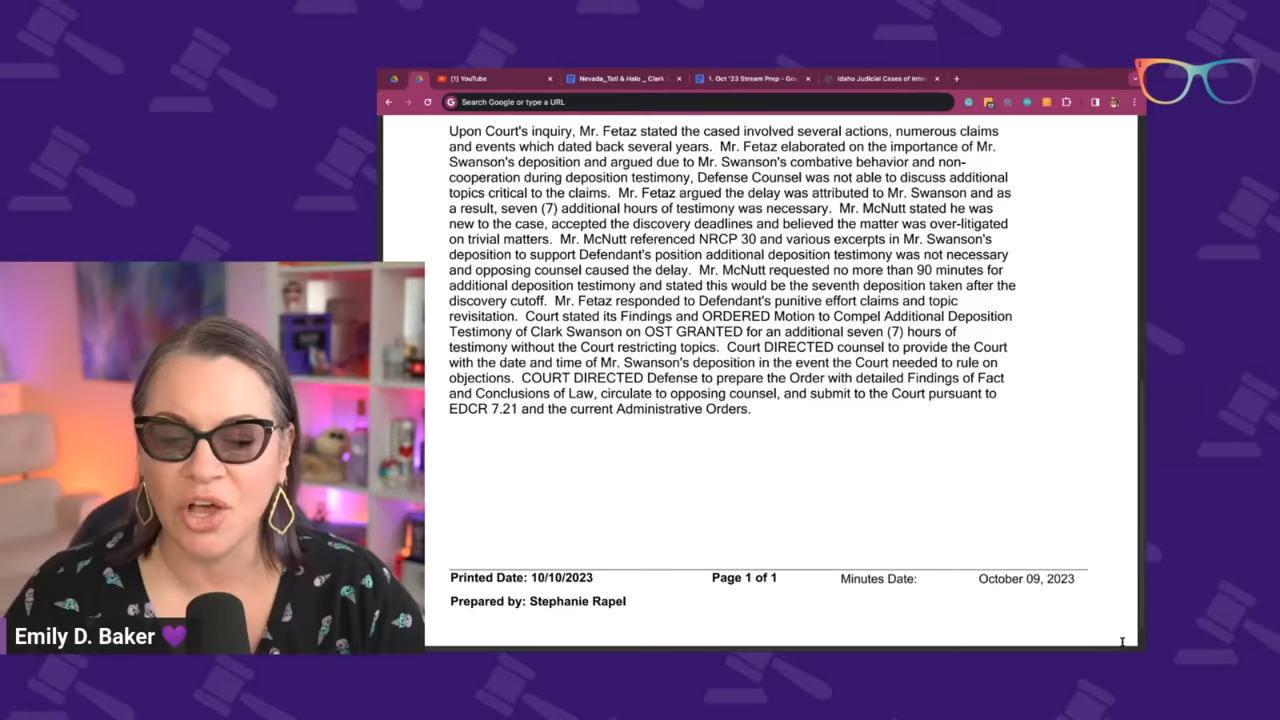 (1) YouTube
Nevada_Tati & Halo _ Clark
1. Oct '23 Stream Prep - Goo
Idaho Judicial Cases of Inter
Search Google or type a URL
Upon Court's inquiry, Mr. Fetaz stated the cased involved several actions, numerous claims
and events which dated back several years. Mr. Fetaz elaborated on the importance of Mr.
Swanson's deposition and argued due to Mr. Swanson's combative behavior and non-
cooperation during deposition testimony, Defense Counsel was not able to discuss additional
topics critical to the claims. Mr. Fetaz argued the delay was attributed to Mr. Swanson and as
a result, seven (7) additional hours of testimony was necessary. Mr. McNutt stated he was
new to the case, accepted the discovery deadlines and believed the matter was over-litigated
on trivial matters. Mr. McNutt referenced NRCP 30 and various excerpts in Mr. Swanson's
deposition to support Defendant's position additional deposition testimony was not necessary
and opposing counsel caused the delay. Mr. McNutt requested no more than 90 minutes for
additional deposition testimony and stated this would be the seventh deposition taken after the
discovery cutoff. Mr. Fetaz responded to Defendant's punitive effort claims and topic
revisitation. Court stated its Findings and ORDERED Motion to Compel Additional Deposition
Testimony of Clark Swanson on OST GRANTED for an additional seven (7) hours of
testimony without the Court restricting topics. Court DIRECTED counsel to provide the Court
with the date and time of Mr. Swanson's deposition in the event the Court needed to rule on
objections. COURT DIRECTED Defense to prepare the Order with detailed Findings of Fact
and Conclusions of Law, circulate to opposing counsel, and submit to the Court pursuant to
EDCR 7.21 and the current Administrative Orders.
Printed Date: 10/10/2023 Page 1 of 1 Minutes Date: October 09, 2023
Prepared by: Stephanie Rapel
Emily D. Baker 💜